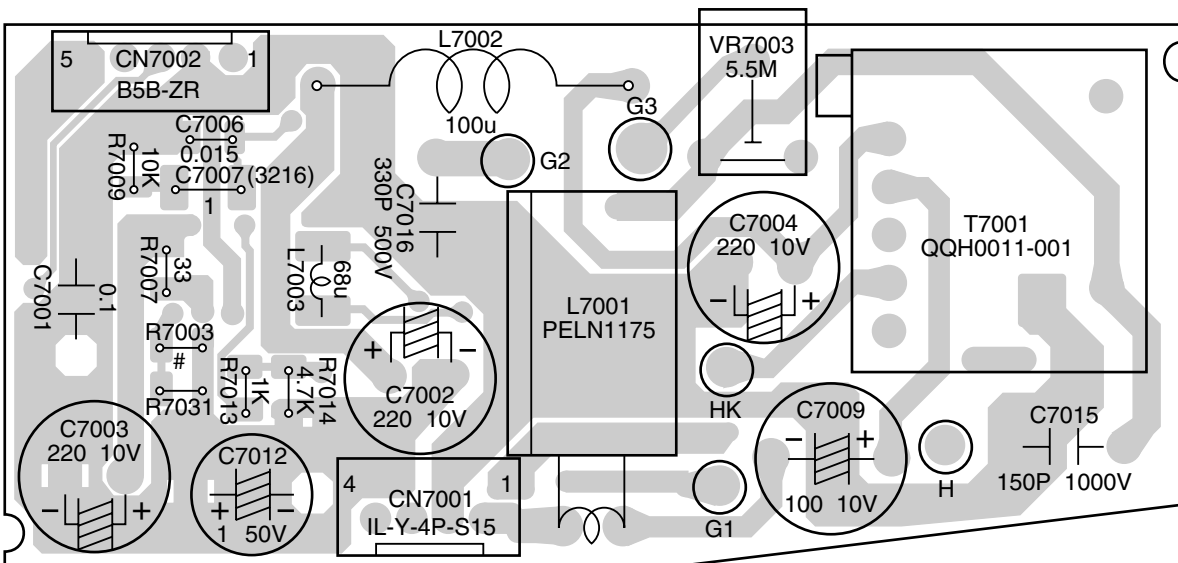 5 CN7002 1
B5B-ZR
L7002
100u
VR7003
5.5M
G3
G2
C7006
0.015
C7007 (3216)
1
R7009
10K
330P 500V
C7016
C7004
220 10V
- +
T7001
QQH0011-001
C7001
0.1
R7007
33
L7003
68u
L7001
PELN1175
R7003
#
R7031
R7013
1K
4.7K
R7014
+ -
C7002
220 10V
HK
C7009
- +
100 10V
C7015
150P 1000V
H
C7003
220 10V
- +
C7012
+
1 50V
4 CN7001 1
IL-Y-4P-S15
G1